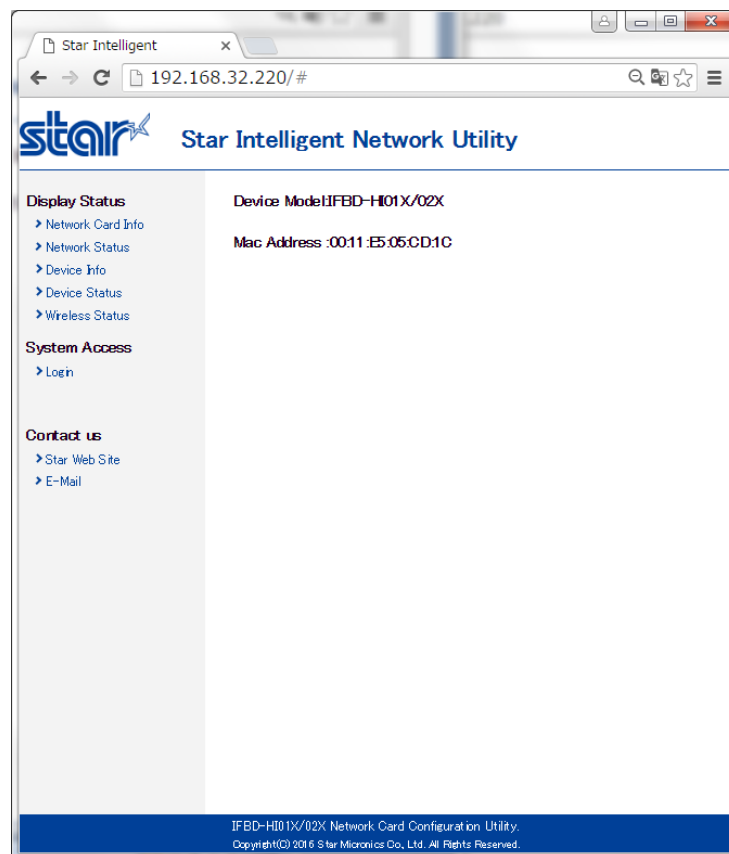 220
Star Intelligent
192.168.32.220/#
star
Star Intelligent Network Utility
Display Status
Network Card Info
Network Status
Device Info
Device Status
Wireless Status
System Access
Login
Contact us
Star Web Site
E-Mail
Device Model:IFBD-HI01X/02X
Mac Address :00:11:E5:05:CD:1C
IFBD-HI01X/02X Network Card Configuration Utility.
Copyright(C) 2016 Star Micronics Co., Ltd. All Rights Reserved.